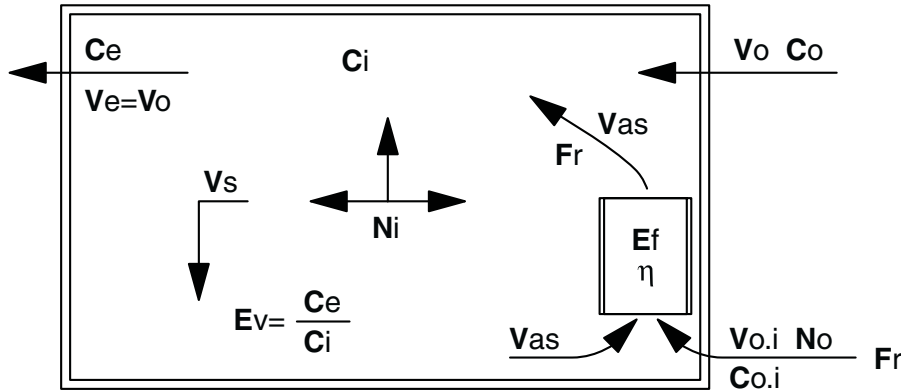 Ce
Ve=Vo
Ci
Vo Co
Vas
Fr
Vs
Ni
Ef
η
Ev= Ce
Ci
Vas
Vo.i No
Co.i
Fr